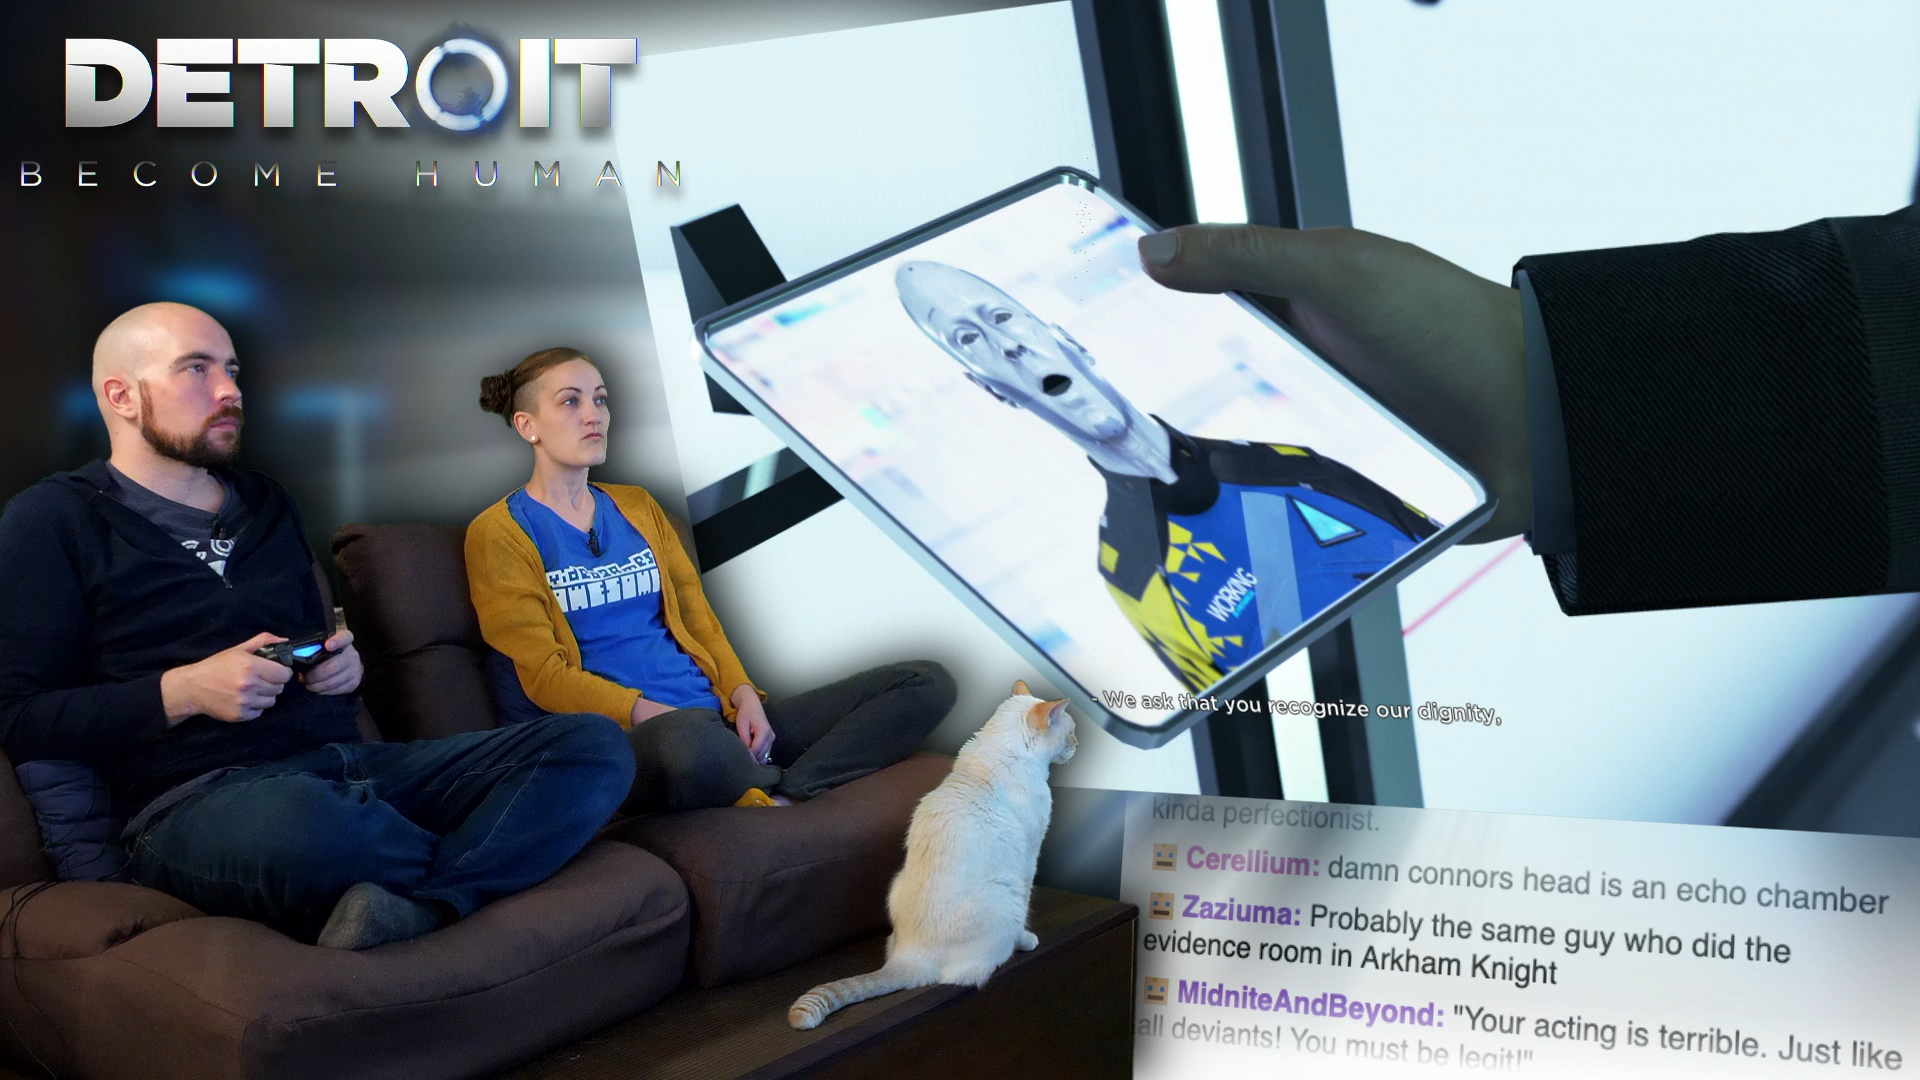 DETROIT
BECOME HUMAN
AWESOME
WORKING
- We ask that you recognize our dignity,
kinda perfectionist.
Cerellium: damn connors head is an echo chamber
Zaziuma: Probably the same guy who did the
evidence room in Arkham Knight
MidniteAndBeyond: "Your acting is terrible. Just like
all deviants! You must be legit!"